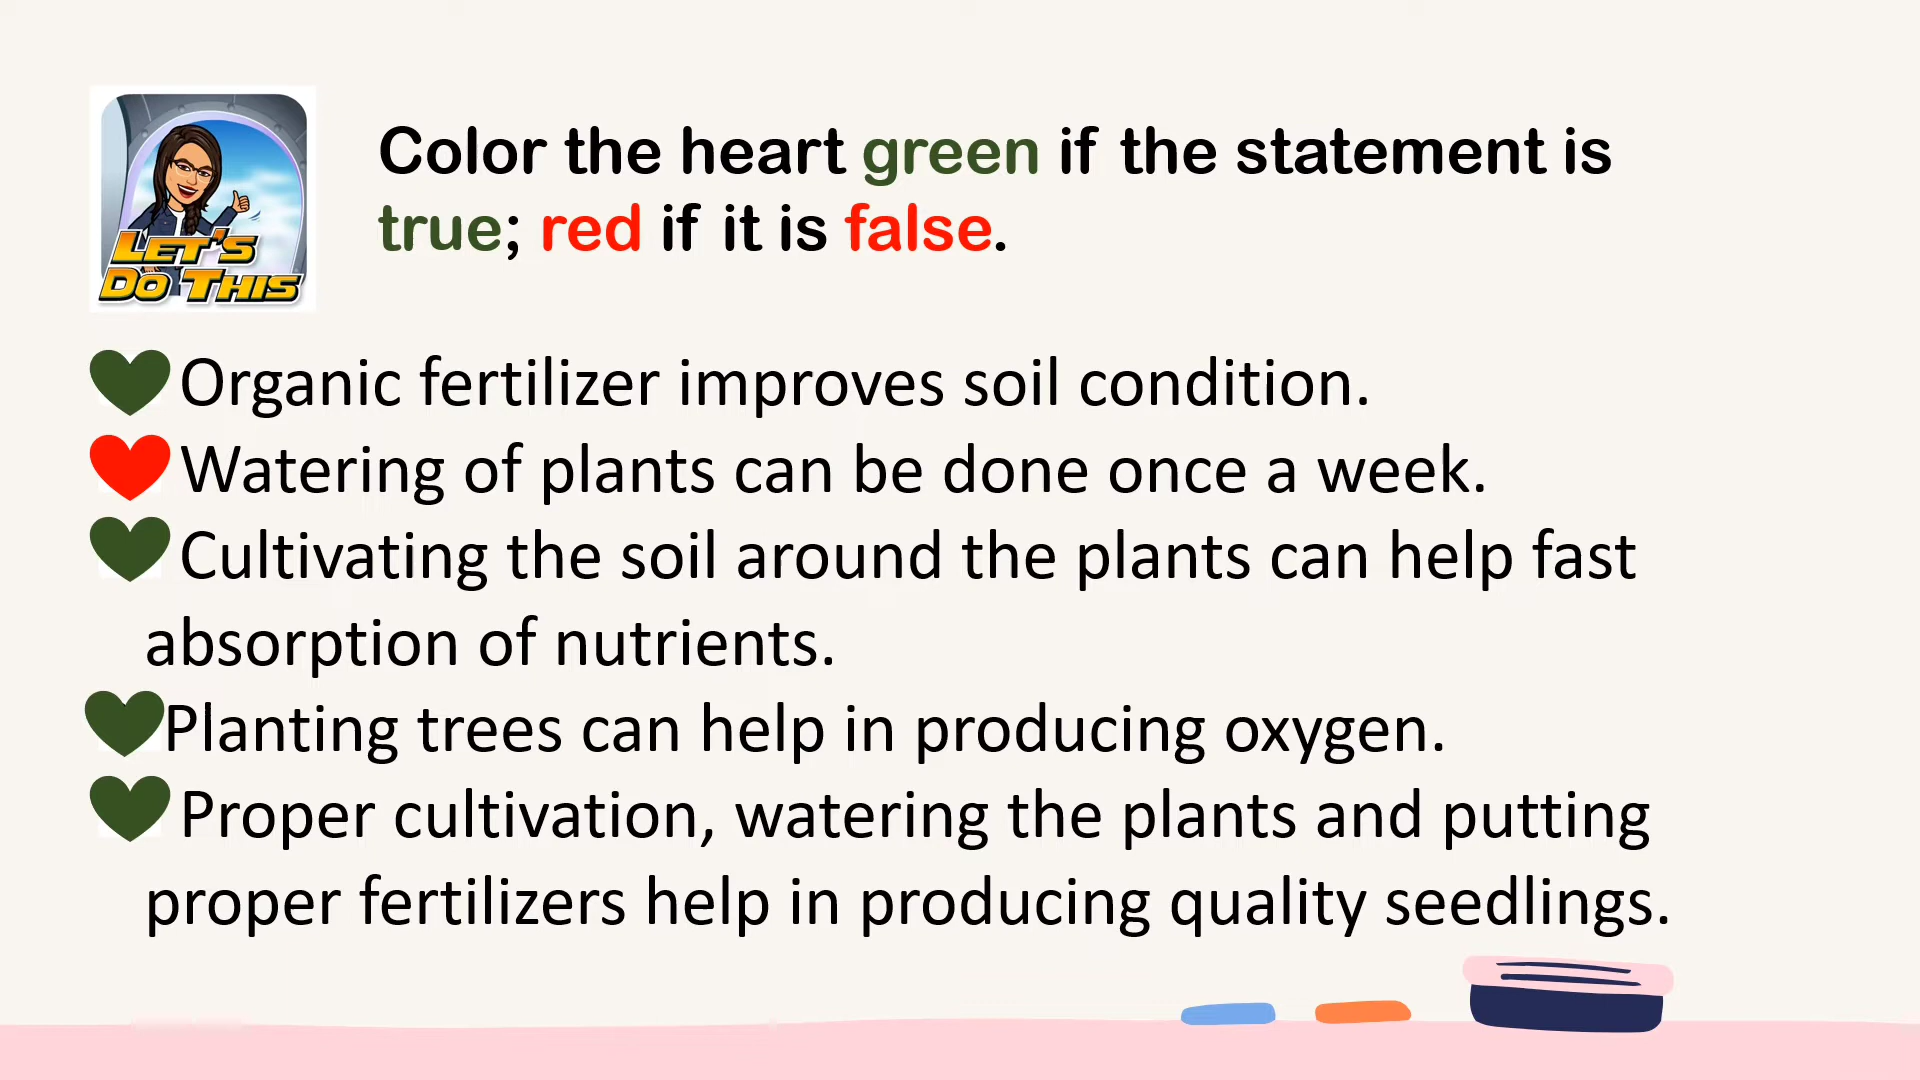 LET'S
DO THIS
Color the heart green if the statement is
true; red if it is false.
Organic fertilizer improves soil condition.
Watering of plants can be done once a week.
Cultivating the soil around the plants can help fast
absorption of nutrients.
Planting trees can help in producing oxygen.
Proper cultivation, watering the plants and putting
proper fertilizers help in producing quality seedlings.